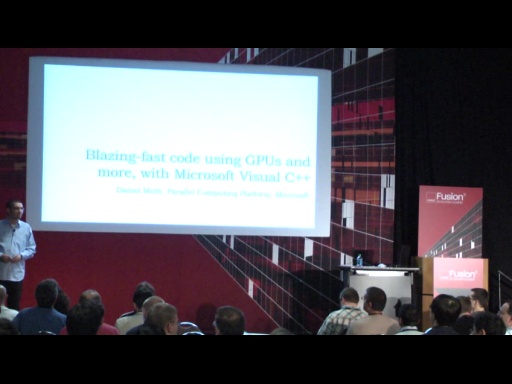 Blazing-fast code using GPUs and
more, with Microsoft Visual C++
Daniel Moth, Parallel Computing Platform, Microsoft
Fusion
Fusion